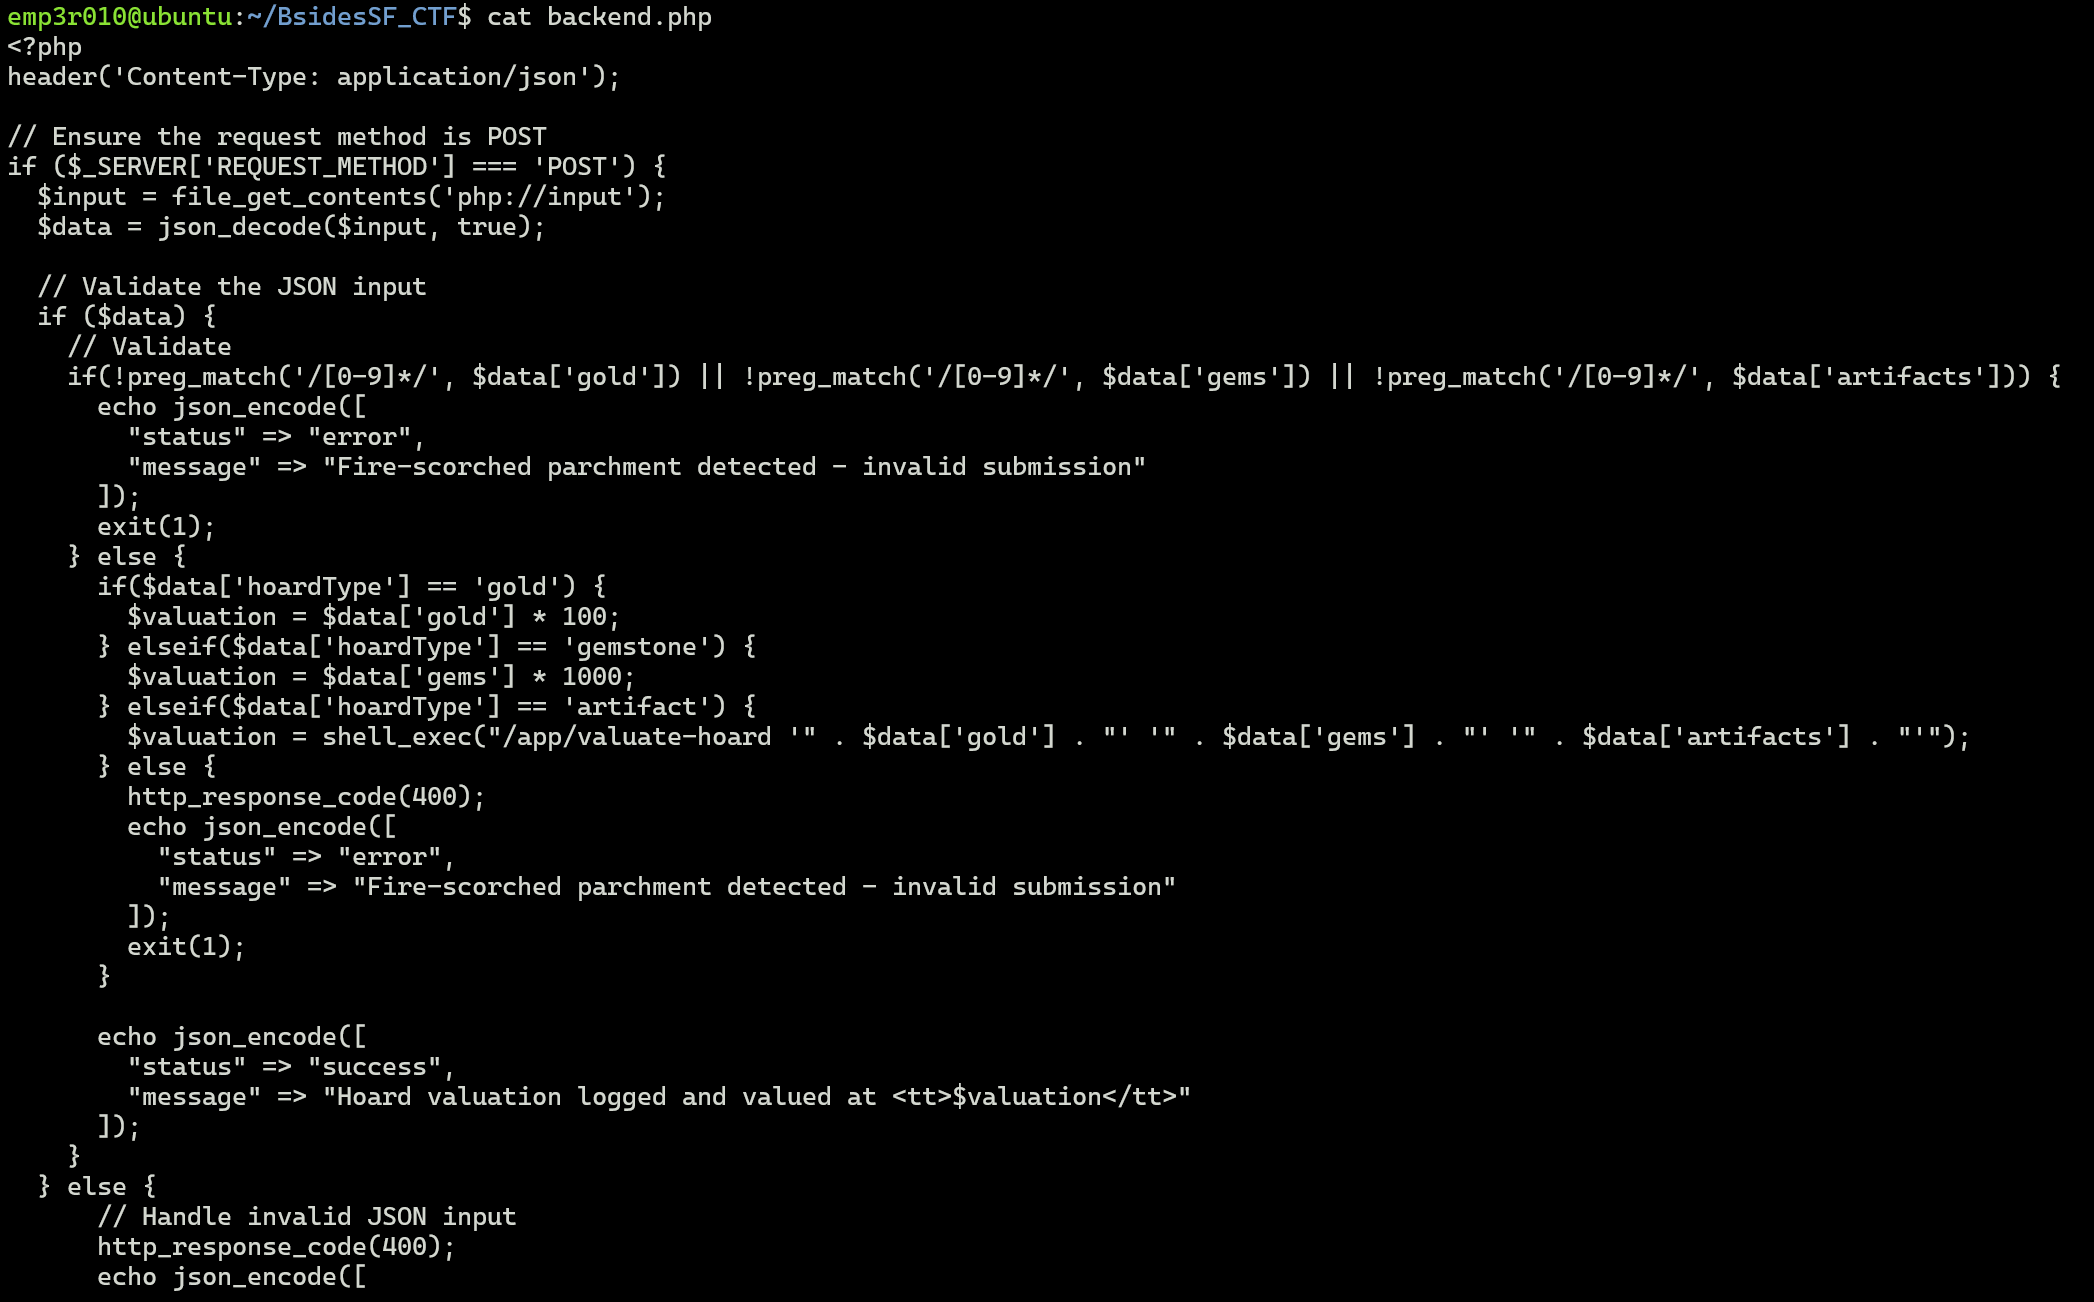 emp3r010@ubuntu:~/BsidesSF_CTF$ cat backend.php
<?php
header('Content-Type: application/json');

// Ensure the request method is POST
if ($_SERVER['REQUEST_METHOD'] === 'POST') {
  $input = file_get_contents('php://input');
  $data = json_decode($input, true);

  // Validate the JSON input
  if ($data) {
    // Validate
    if(!preg_match('/[0-9]*/', $data['gold']) || !preg_match('/[0-9]*/', $data['gems']) || !preg_match('/[0-9]*/', $data['artifacts'])) {
      echo json_encode([
        "status" => "error",
        "message" => "Fire-scorched parchment detected - invalid submission"
      ]);
      exit(1);
    } else {
      if($data['hoardType'] == 'gold') {
        $valuation = $data['gold'] * 100;
      } elseif($data['hoardType'] == 'gemstone') {
        $valuation = $data['gems'] * 1000;
      } elseif($data['hoardType'] == 'artifact') {
        $valuation = shell_exec("/app/valuate-hoard '" . $data['gold'] . "' '" . $data['gems'] . "' '" . $data['artifacts'] . "'");
      } else {
        http_response_code(400);
        echo json_encode([
          "status" => "error",
          "message" => "Fire-scorched parchment detected - invalid submission"
        ]);
        exit(1);
      }

      echo json_encode([
        "status" => "success",
        "message" => "Hoard valuation logged and valued at <tt>$valuation</tt>"
      ]);
    }
  } else {
      // Handle invalid JSON input
      http_response_code(400);
      echo json_encode([